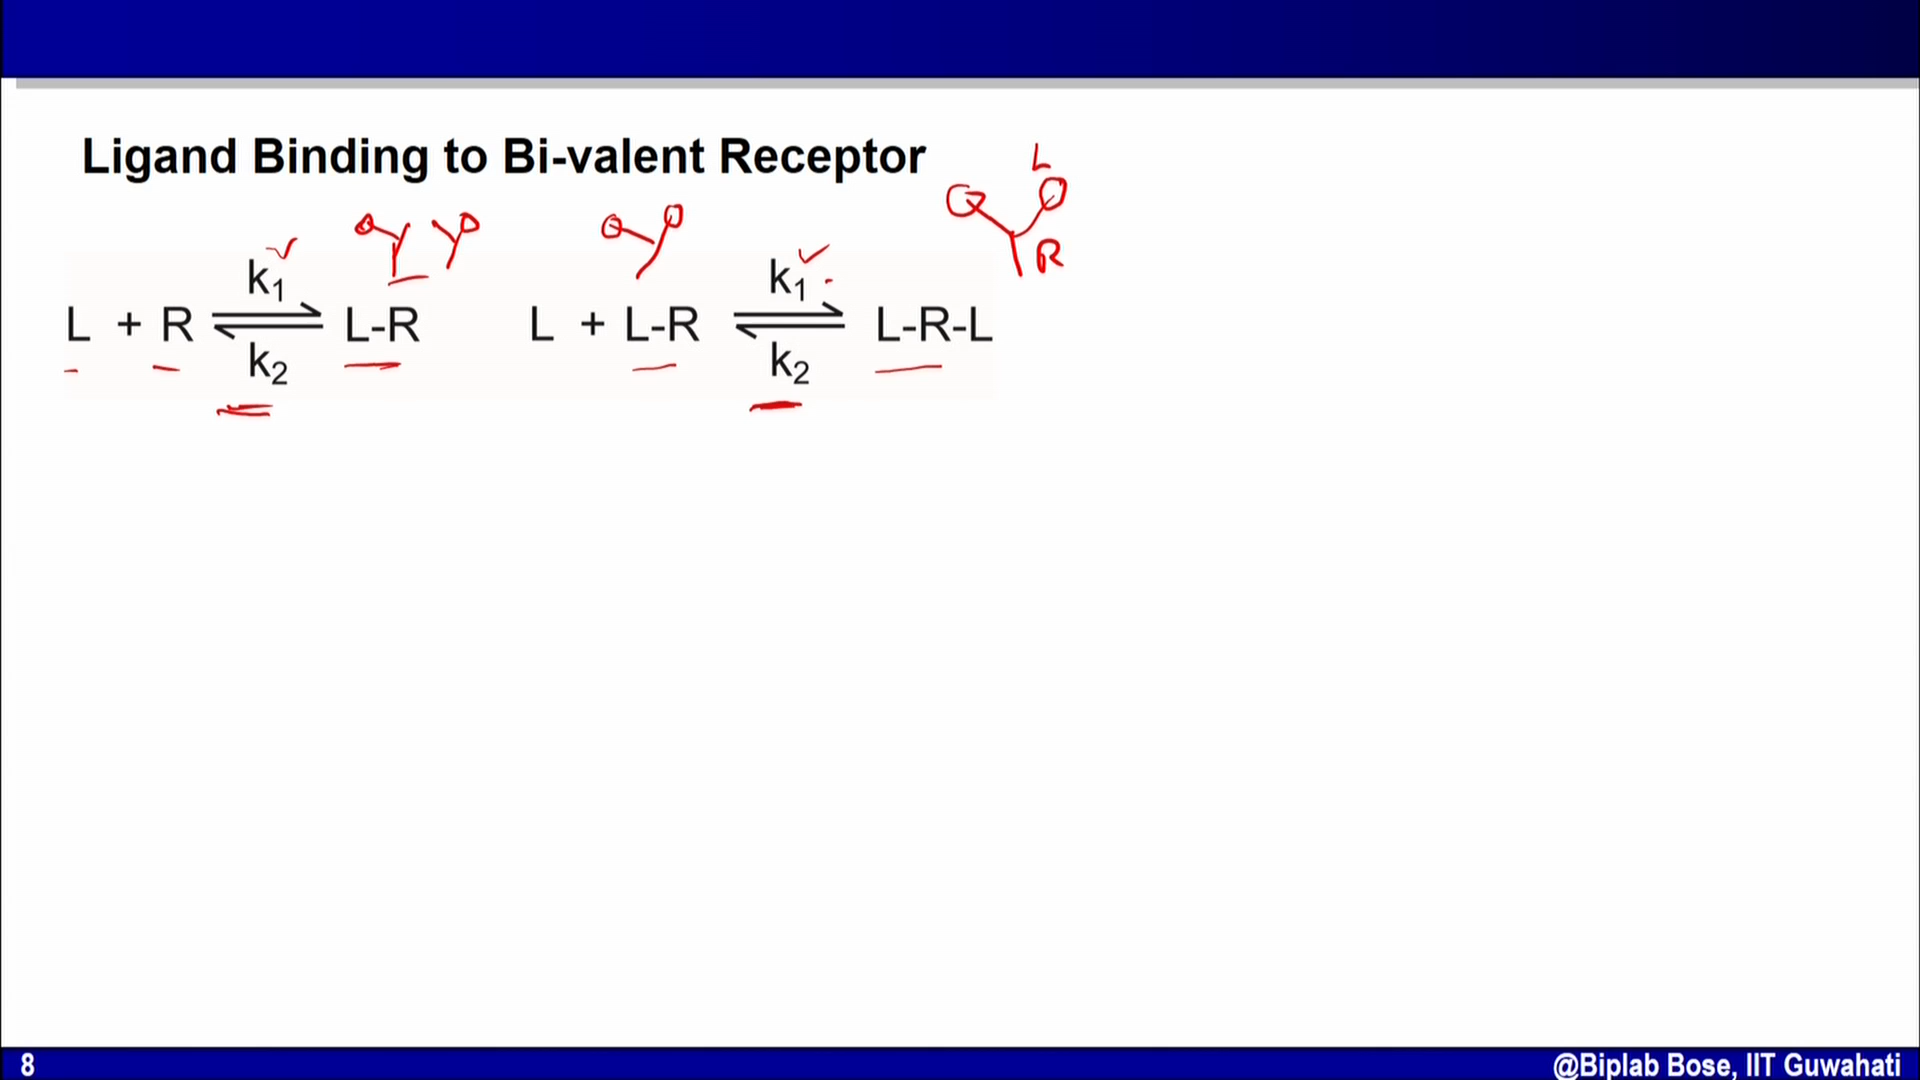 Ligand Binding to Bi-valent Receptor
L
R
k₁ k₁
L + R ⇌ L-R L + L-R ⇌ L-R-L
k₂ k₂
8 @Biplab Bose, IIT Guwahati